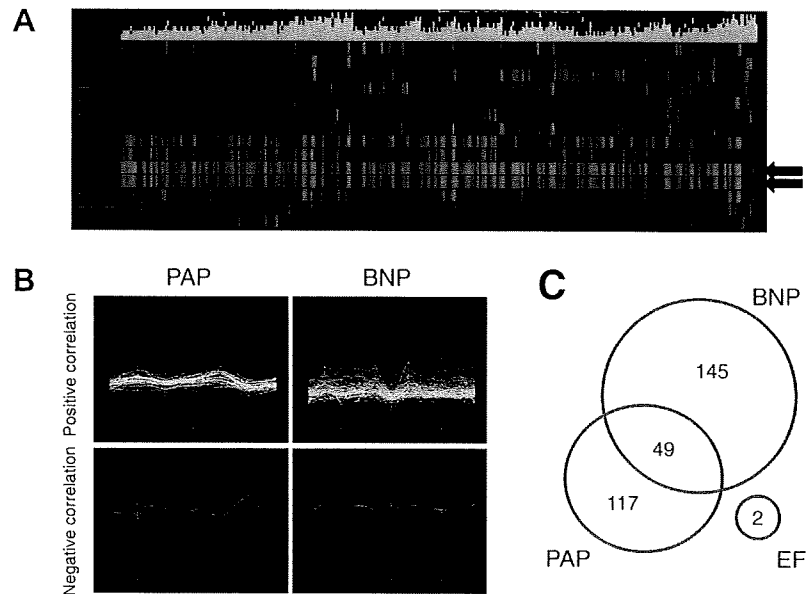 A
B
PAP
BNP
Positive correlation
Negative correlation
C
BNP
145
49
117
2
PAP
EF